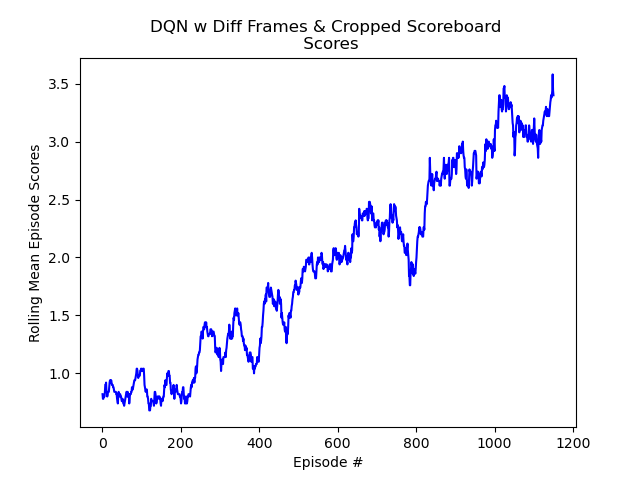 DQN w Diff Frames & Cropped Scoreboard
Scores
Rolling Mean Episode Scores
3.5
3.0
2.5
2.0
1.5
1.0
0 200 400 600 800 1000 1200
Episode #